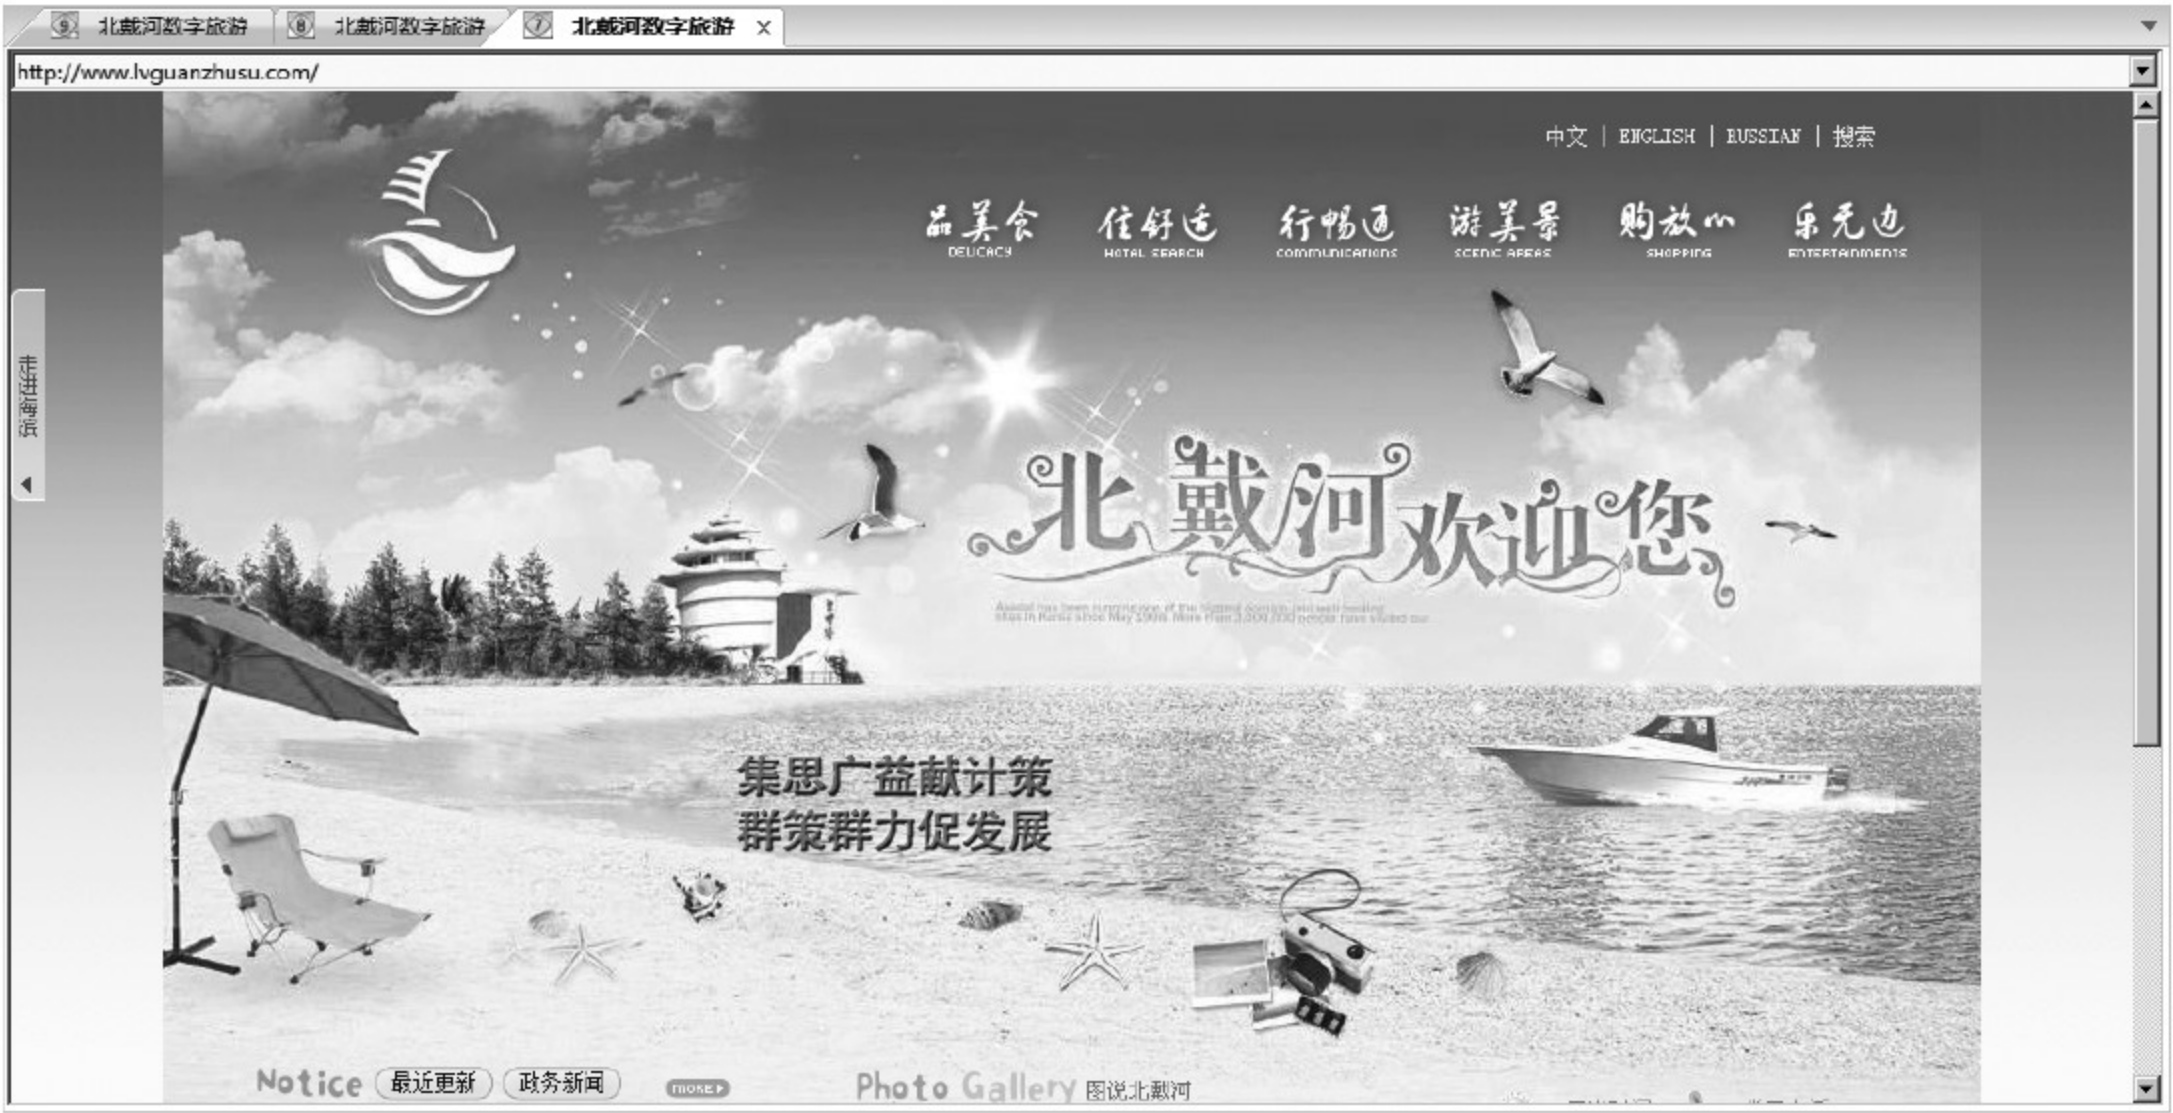 北戴河数字旅游
北戴河数字旅游
北戴河数字旅游
http://www.lvguanzhusu.com/
中文 | ENGLISH | RUSSIAN | 搜索
品美食 住舒适 行畅通 游美景 购放心 乐无边
DELICACY HOTAL SEARCH COMMUNICATIONS SCENIC AREAS SHOPPING ENTERTAINMENTS
走进海滨
北戴河欢迎您
集思广益献计策
群策群力促发展
Notice 最近更新 政务新闻 MORE
Photo Gallery 图说北戴河